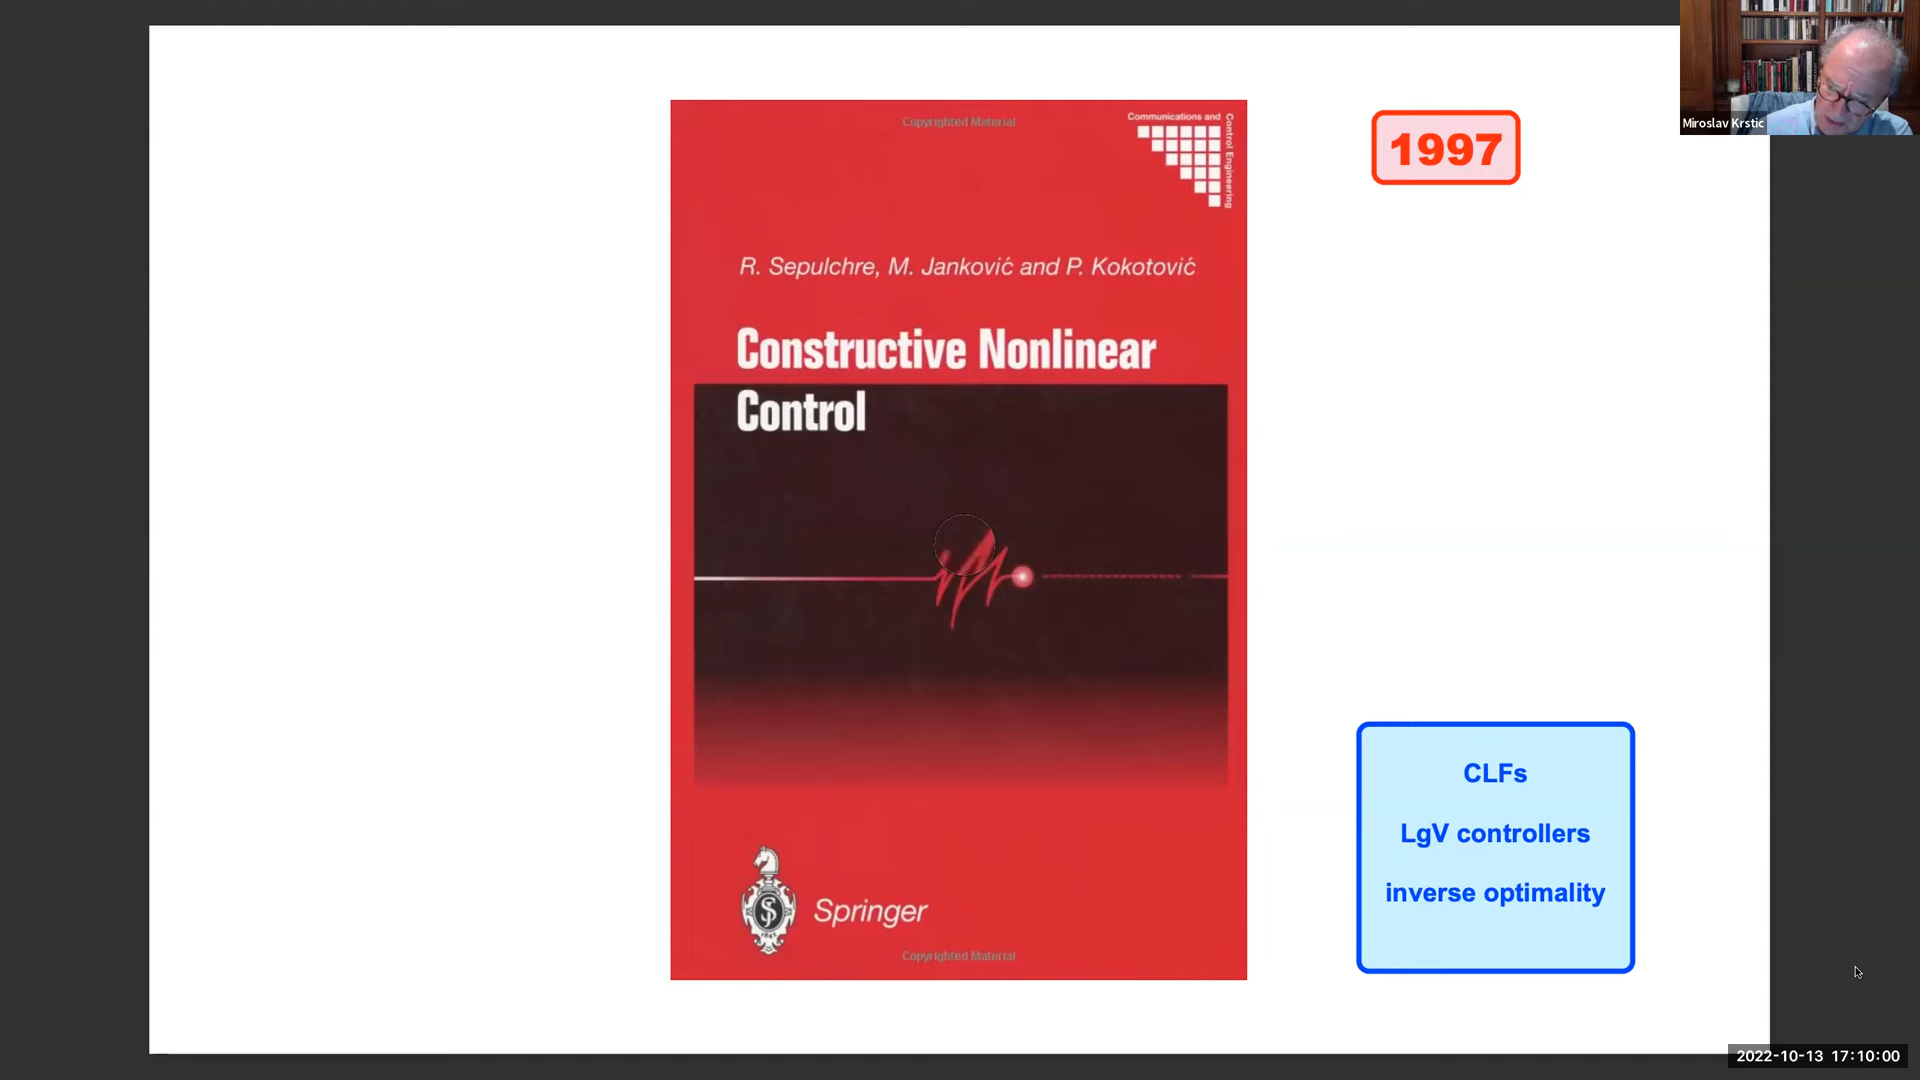 Copyrighted Material
Communications and
Control Engineering
1997
Miroslav Krstic
R. Sepulchre, M. Janković and P. Kokotović
Constructive Nonlinear
Control
CLFs
LgV controllers
inverse optimality
Springer
Copyrighted Material
2022-10-13 17:10:00